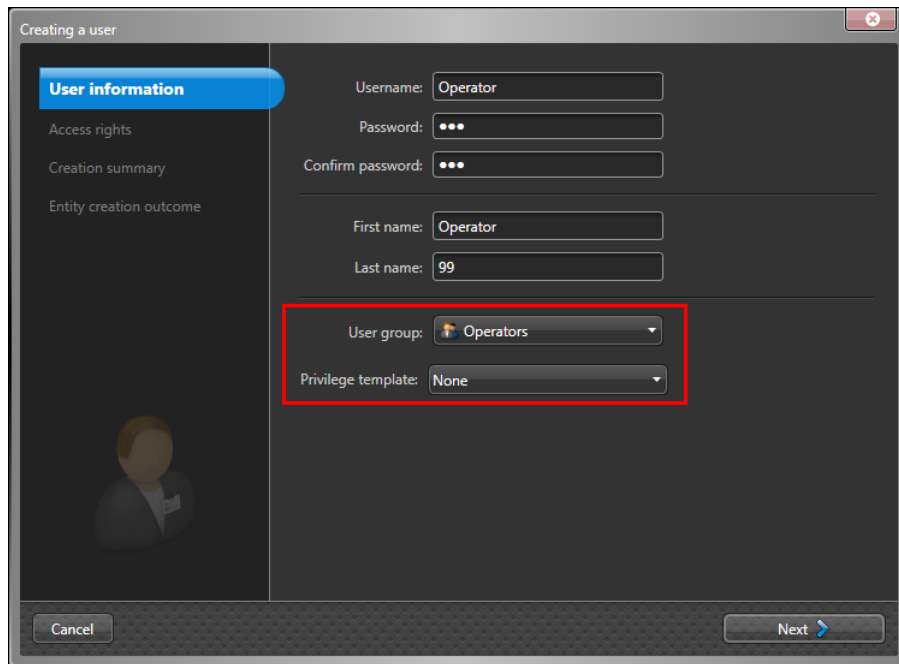 Creating a user
User information
Access rights
Creation summary
Entity creation outcome
Username: Operator
Password: •••
Confirm password: •••
First name: Operator
Last name: 99
User group: Operators
Privilege template: None
Cancel
Next